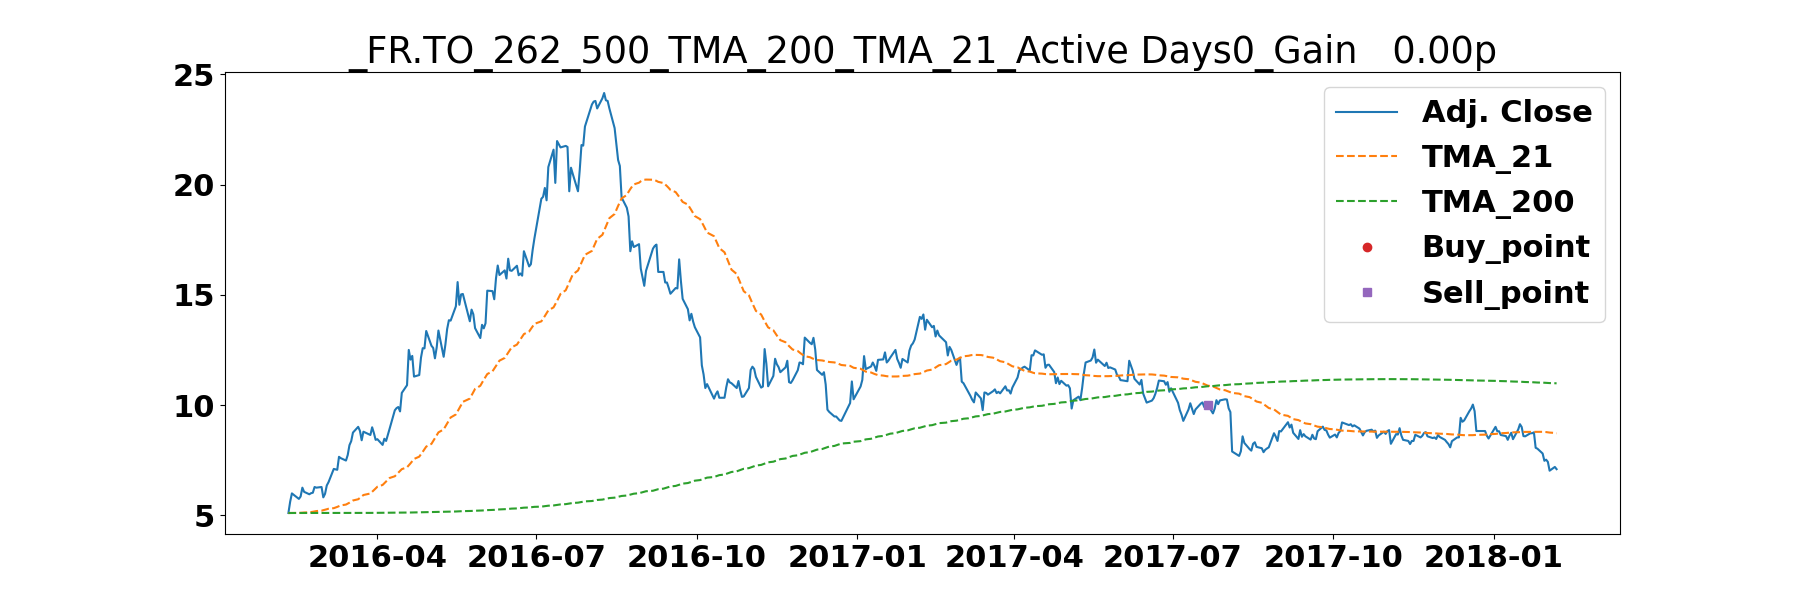 _FR.TO_262_500_TMA_200_TMA_21_Active Days0_Gain   0.00p
25
20
15
10
5
2016-04 2016-07 2016-10 2017-01 2017-04 2017-07 2017-10 2018-01
Adj. Close
TMA_21
TMA_200
Buy_point
Sell_point